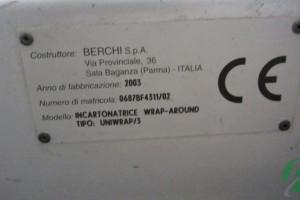 Costruttore: BERCHI S.p.A.
Via Provinciale, 36
Sala Baganza (Parma) - ITALIA
Anno di fabbricazione: 2003
Numero di matricola: 0687BF4311/02
Modello: INCARTONATRICE WRAP-AROUND
TIPO: UNIWRAP/S
CE